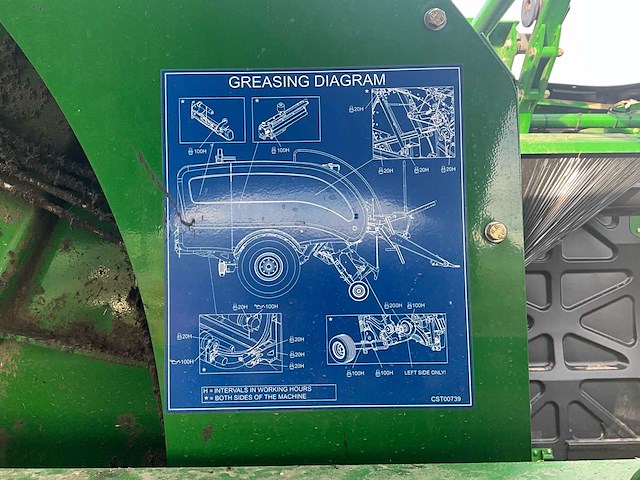 GREASING DIAGRAM
* *
*
20H
100H 100H
20H 20H 20H
20H 100H
200H 100H
*
20H
20H
100H
20H
20H
*
100H 100H
LEFT SIDE ONLY!
H = INTERVALS IN WORKING HOURS
* = BOTH SIDES OF THE MACHINE
CST00739